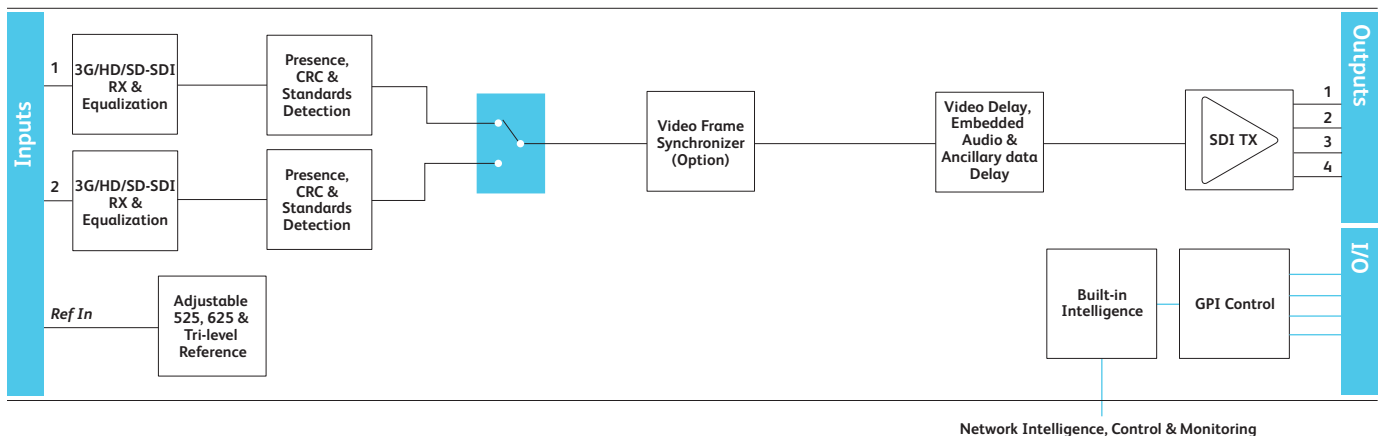 Inputs
1
3G/HD/SD-SDI
RX &
Equalization
Presence,
CRC &
Standards
Detection
2
3G/HD/SD-SDI
RX &
Equalization
Presence,
CRC &
Standards
Detection
Ref In
Adjustable
525, 625 &
Tri-level
Reference
Video Frame
Synchronizer
(Option)
Video Delay,
Embedded
Audio &
Ancillary data
Delay
SDI TX
1
2
3
4
Outputs
Built-in
Intelligence
GPI Control
I/O
Network Intelligence, Control & Monitoring